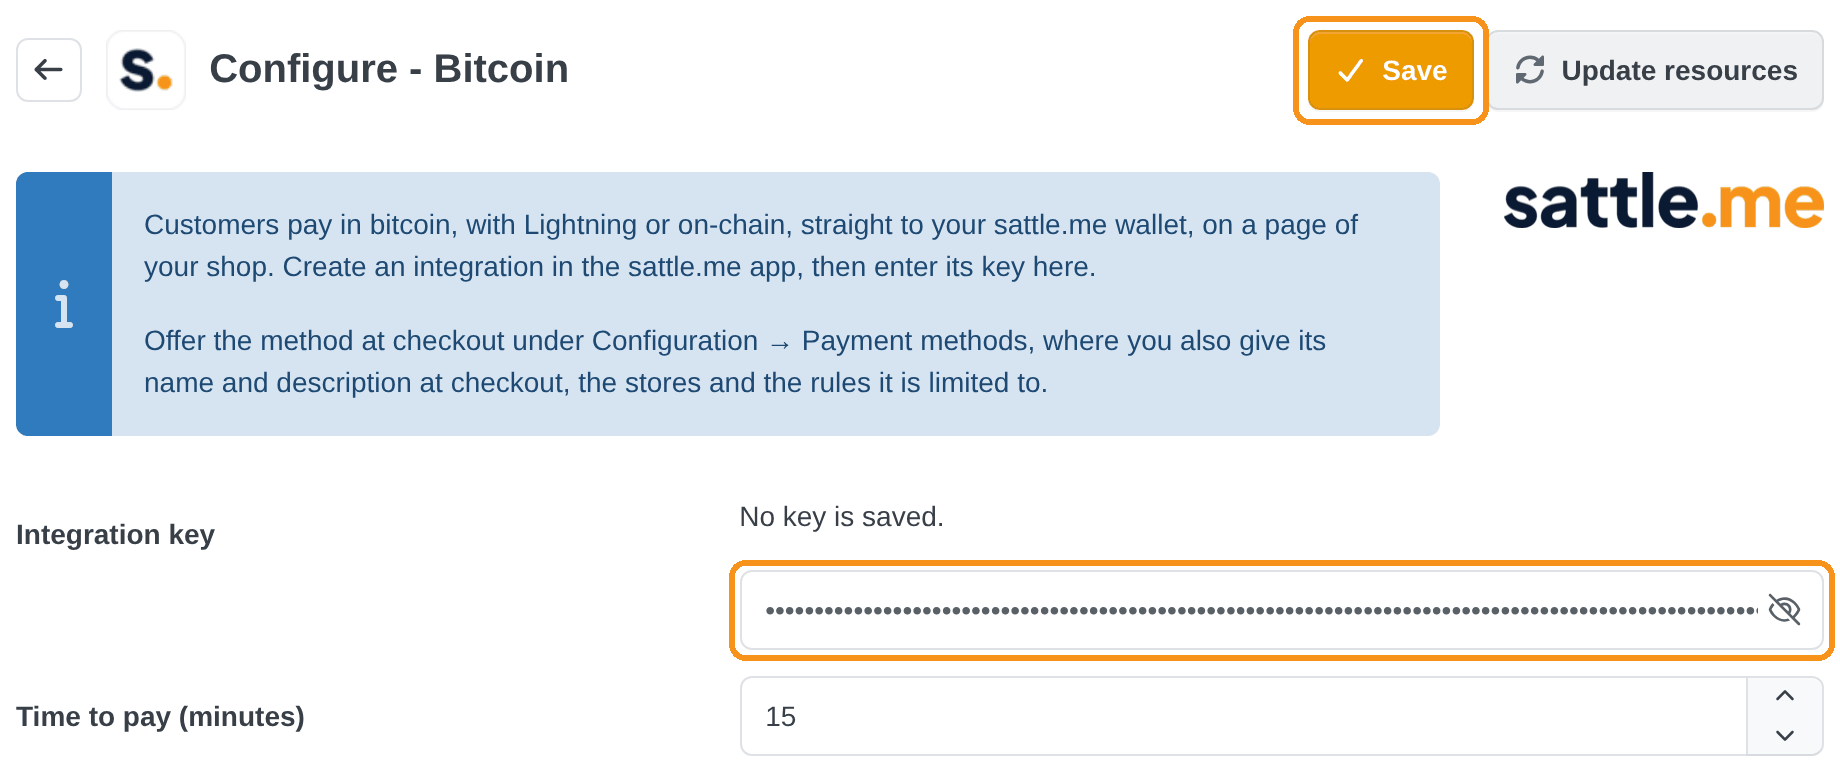 S.
Configure - Bitcoin
Save
Update resources
Customers pay in bitcoin, with Lightning or on-chain, straight to your sattle.me wallet, on a page of
your shop. Create an integration in the sattle.me app, then enter its key here.
Offer the method at checkout under Configuration → Payment methods, where you also give its
name and description at checkout, the stores and the rules it is limited to.
sattle.me
Integration key
No key is saved.
Time to pay (minutes)
15